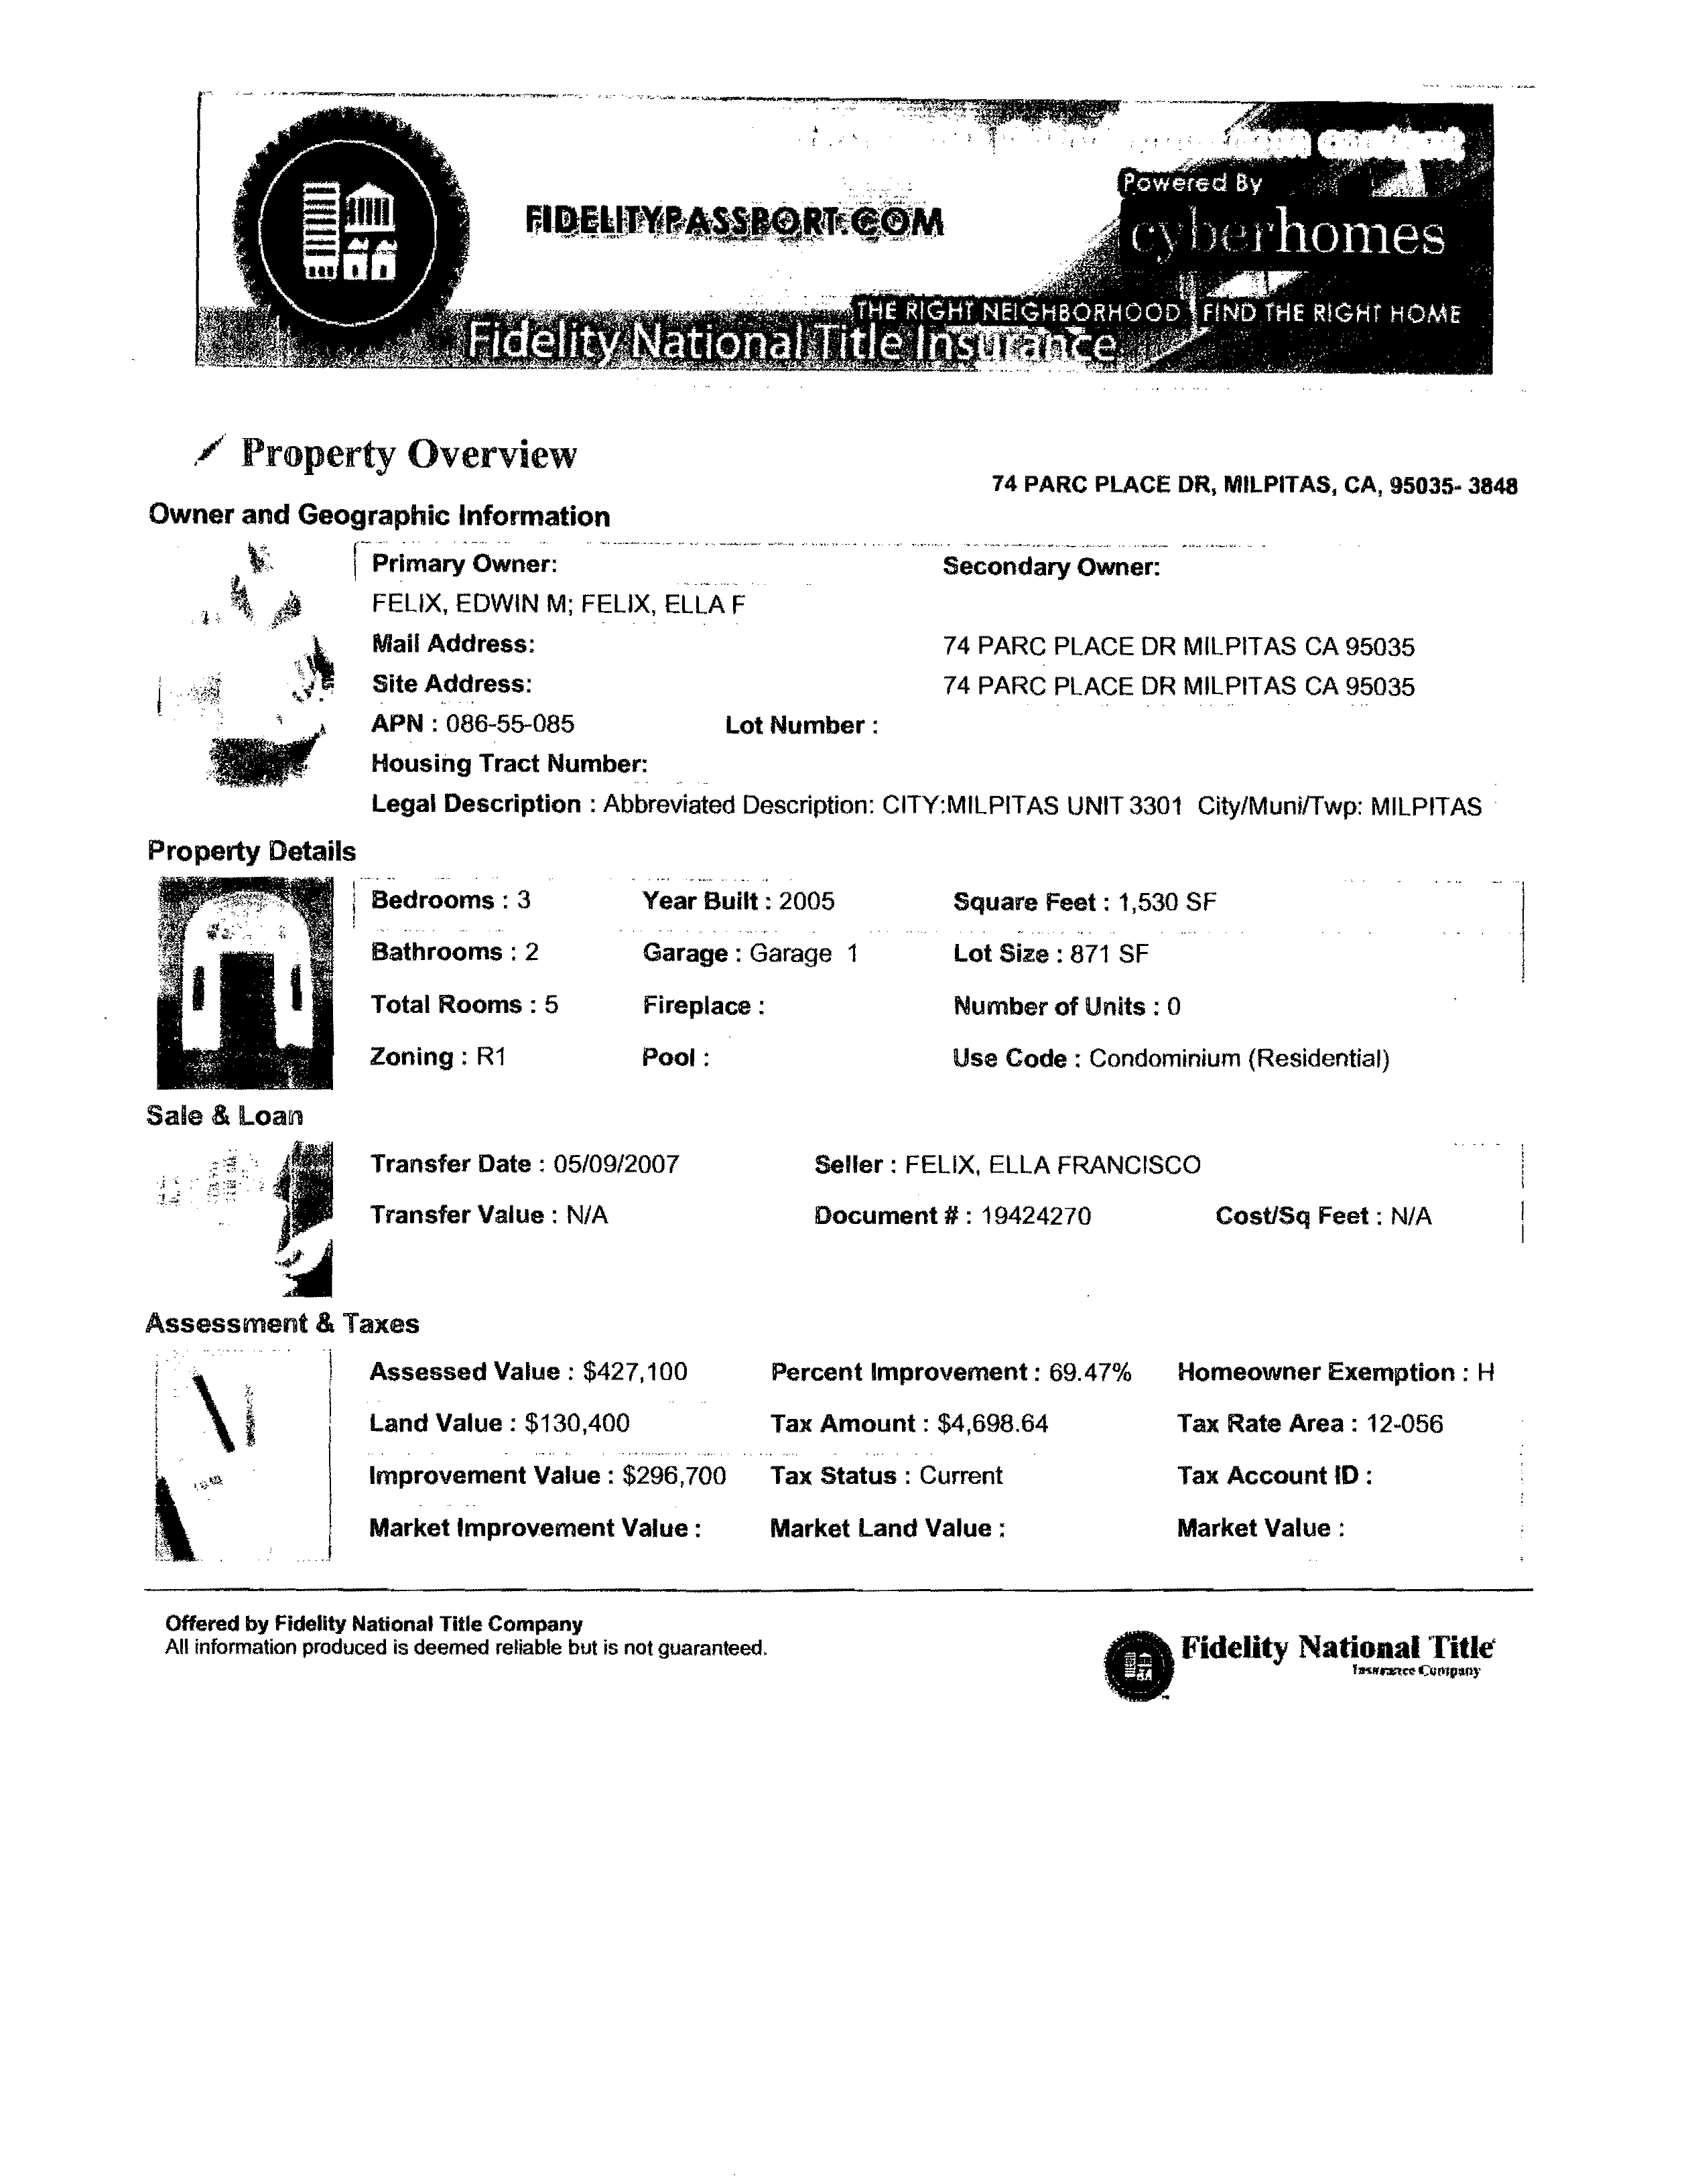 FIDELITYPASSPORT.COM
Powered By
cyberhomes
THE RIGHT NEIGHBORHOOD | FIND THE RIGHT HOME
Fidelity National Title Insurance
Property Overview
74 PARC PLACE DR, MILPITAS, CA, 95035- 3848
Owner and Geographic Information
Primary Owner: Secondary Owner:
FELIX, EDWIN M; FELIX, ELLA F
Mail Address: 74 PARC PLACE DR MILPITAS CA 95035
Site Address: 74 PARC PLACE DR MILPITAS CA 95035
APN : 086-55-085 Lot Number :
Housing Tract Number:
Legal Description : Abbreviated Description: CITY:MILPITAS UNIT 3301 City/Muni/Twp: MILPITAS
Property Details
Bedrooms : 3 Year Built : 2005 Square Feet : 1,530 SF
Bathrooms : 2 Garage : Garage 1 Lot Size : 871 SF
Total Rooms : 5 Fireplace : Number of Units : 0
Zoning : R1 Pool : Use Code : Condominium (Residential)
Sale & Loan
Transfer Date : 05/09/2007 Seller : FELIX, ELLA FRANCISCO
Transfer Value : N/A Document # : 19424270 Cost/Sq Feet : N/A
Assessment & Taxes
Assessed Value : $427,100 Percent Improvement : 69.47% Homeowner Exemption : H
Land Value : $130,400 Tax Amount : $4,698.64 Tax Rate Area : 12-056
Improvement Value : $296,700 Tax Status : Current Tax Account ID :
Market Improvement Value : Market Land Value : Market Value :
Offered by Fidelity National Title Company
All information produced is deemed reliable but is not guaranteed.
Fidelity National Title
Insurance Company